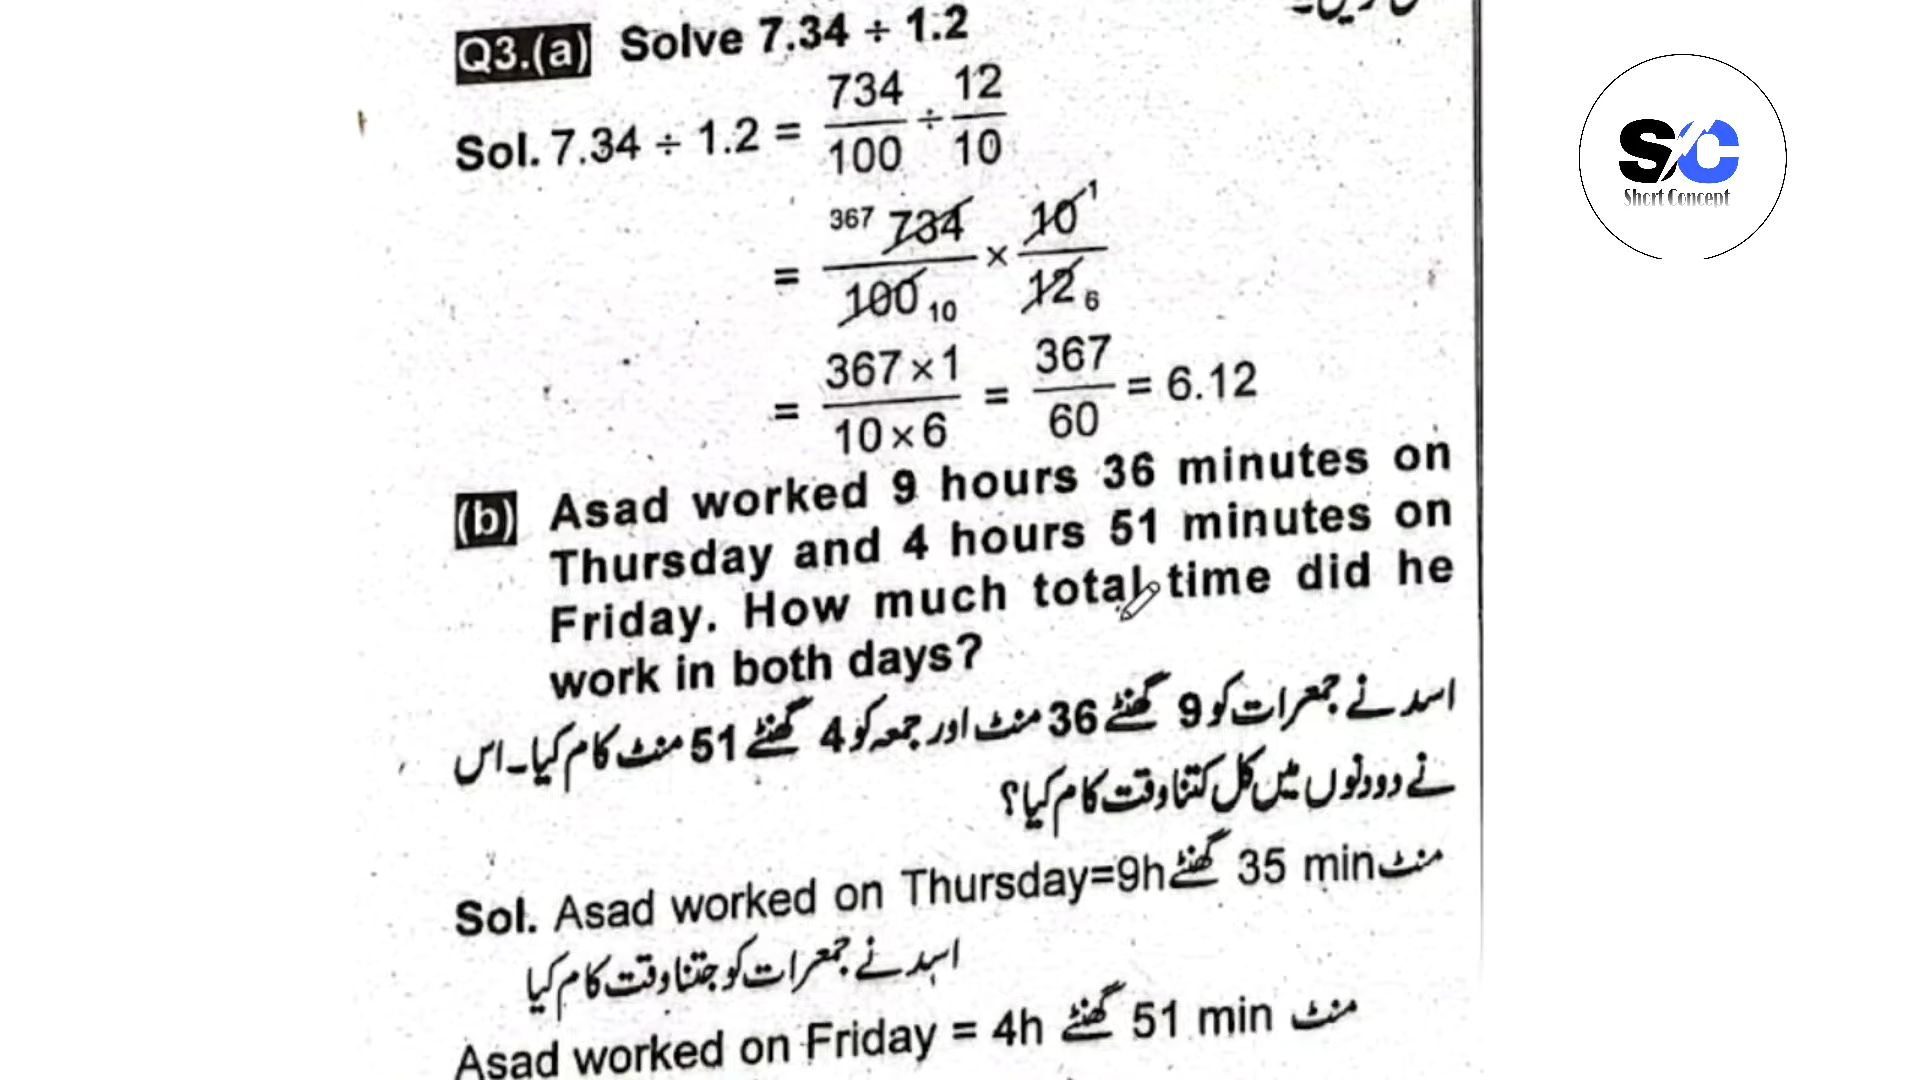 Q3.(a) Solve 7.34 ÷ 1.2
Sol. 7.34 ÷ 1.2 = 734/100 ÷ 12/10
= 367 734/100 10 × 10 1/12 6
= 367 × 1/10 × 6 = 367/60 = 6.12
(b) Asad worked 9 hours 36 minutes on
Thursday and 4 hours 51 minutes on
Friday. How much total time did he
work in both days?
اسد نے جمعرات کو 9 گھنٹے 36 منٹ اور جمعہ کو 4 گھنٹے 51 منٹ کام کیا۔ اس
نے دو دنوں میں کل کتنا وقت کام کیا؟
Sol. Asad worked on Thursday=9h گھنٹے 35 min منٹ
اسد نے جمعرات کو جتنا وقت کام کیا
Asad worked on Friday = 4h گھنٹے 51 min منٹ
SC
Short Concept